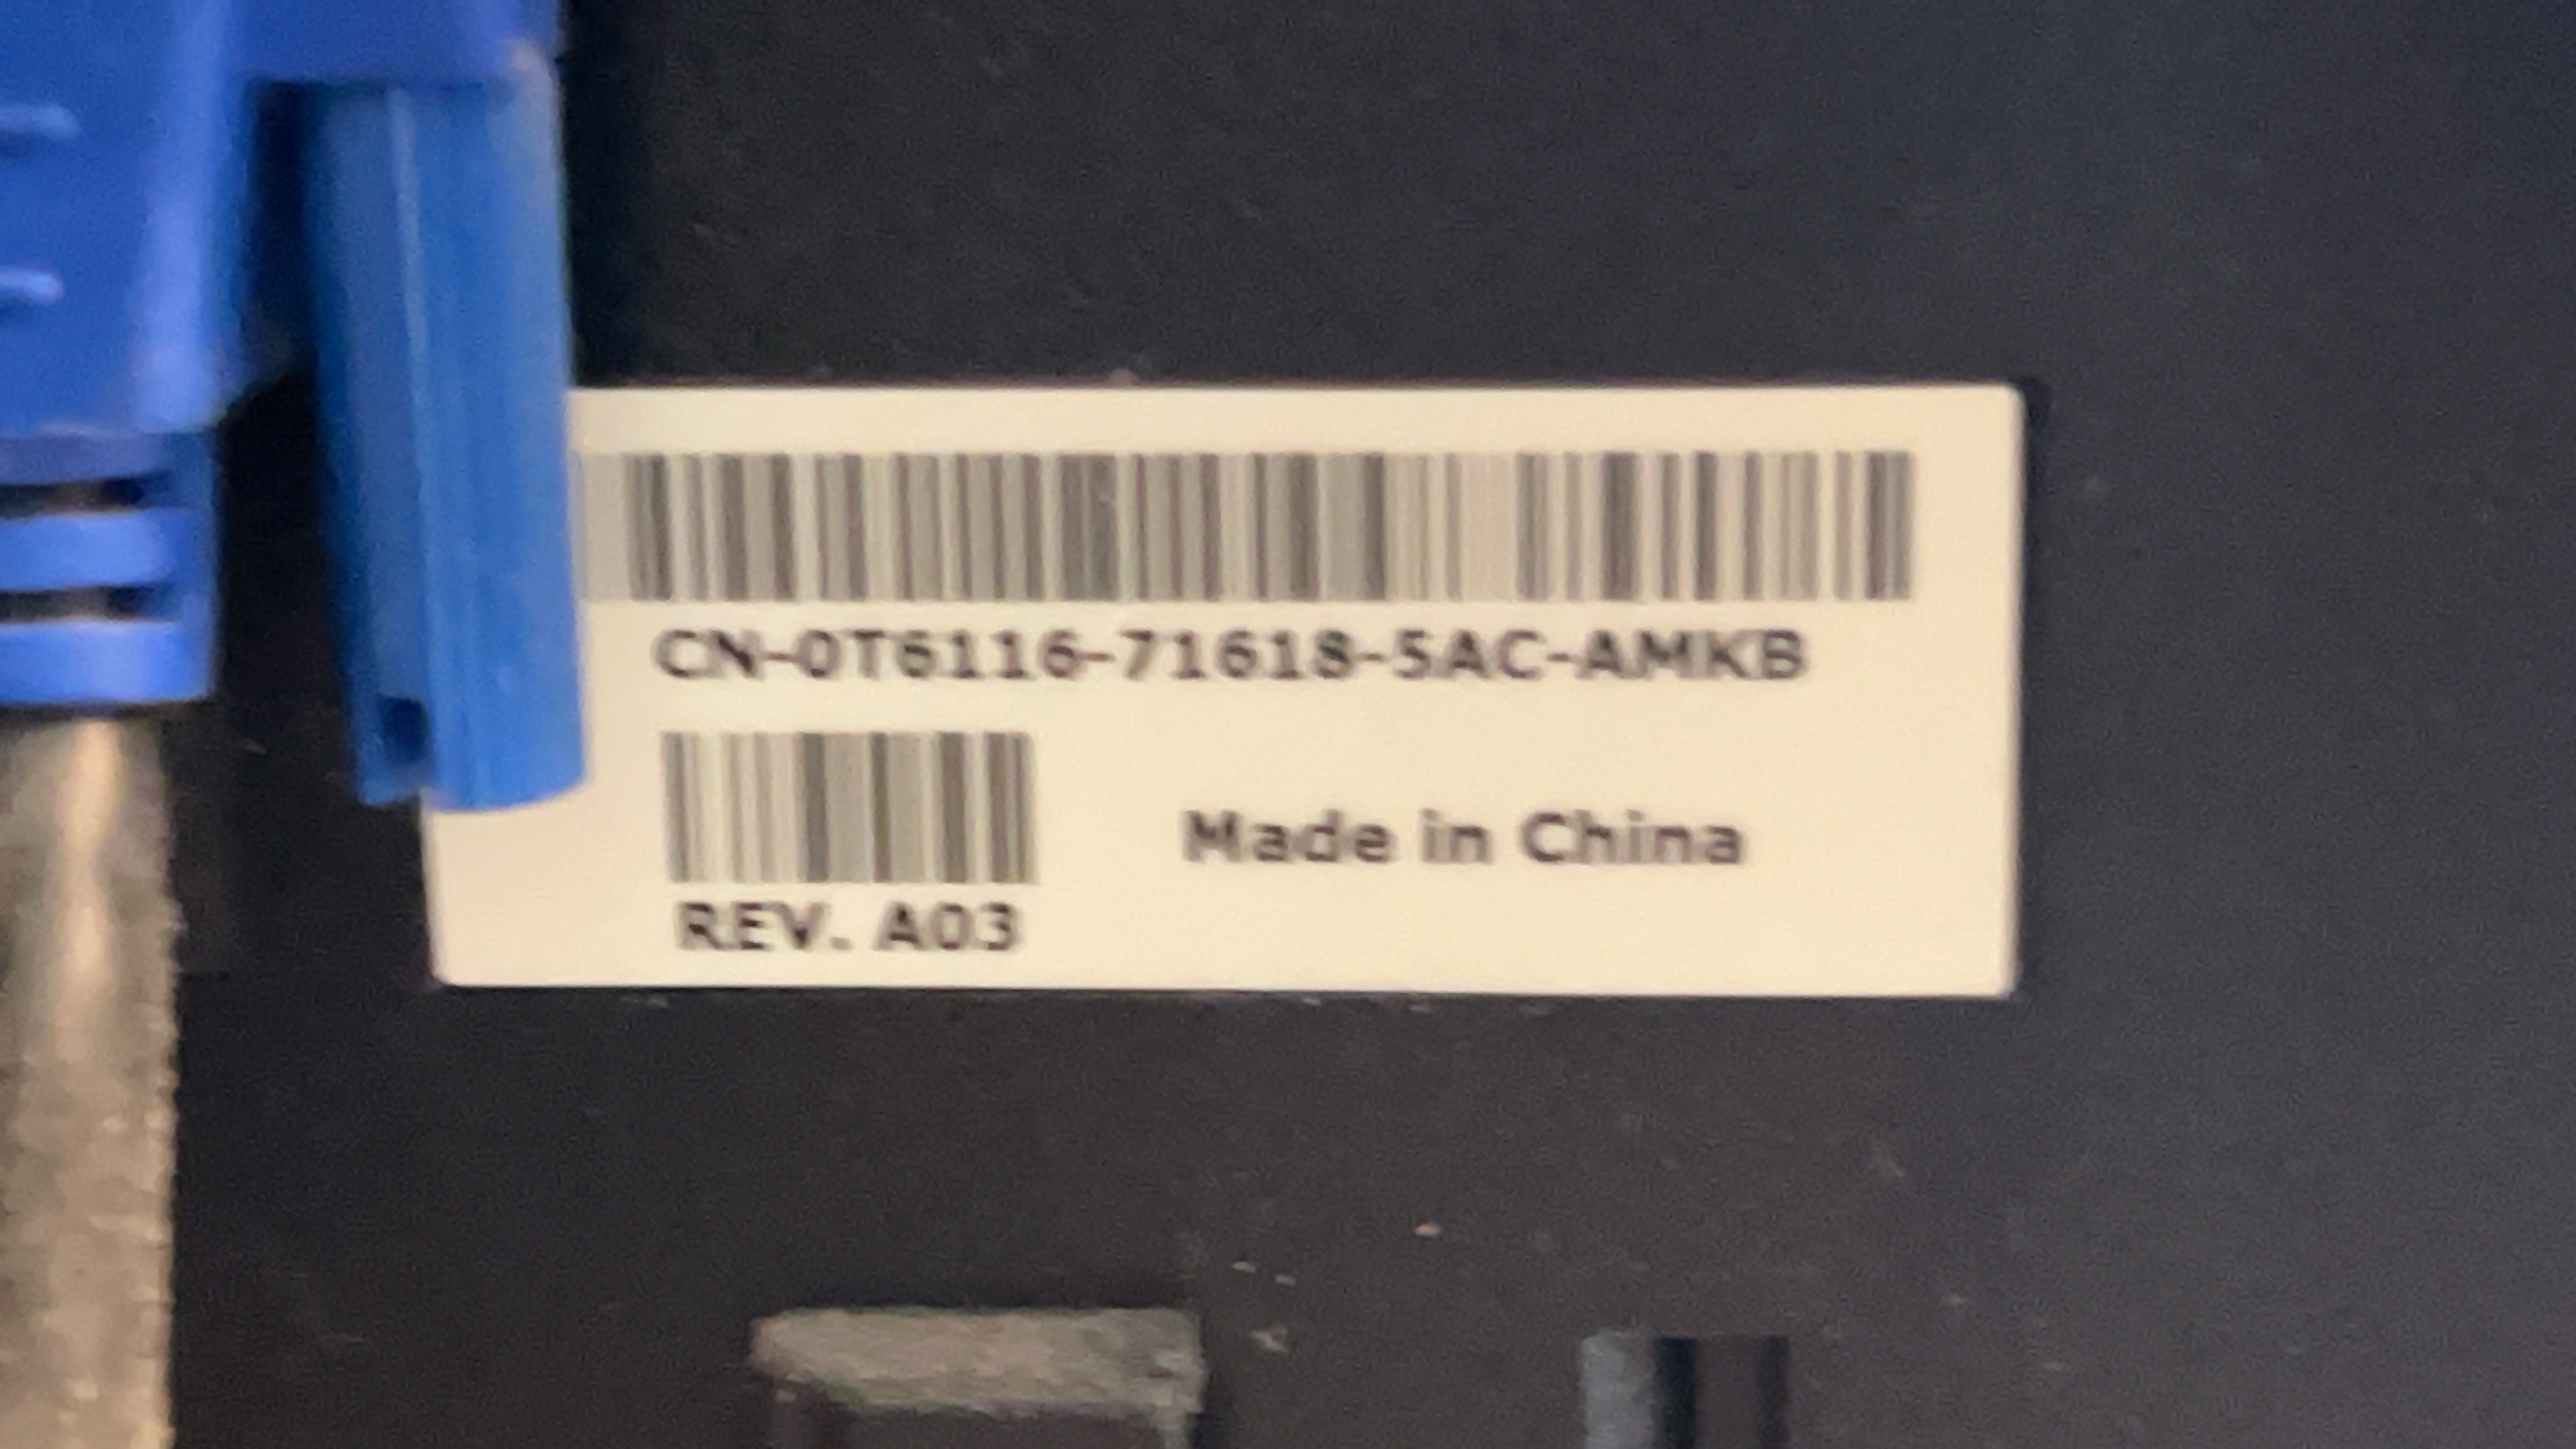 CN-0T6116-71618-5AC-AMKB
Made in China
REV. A03